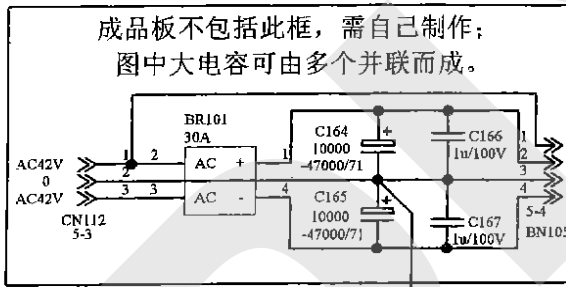 成品板不包括此框，需自己制作；
图中大电容可由多个并联而成。
BR101
30A
C164
10000
-47000/71
C166
1u/100V
AC42V
0
AC42V
1
2
3
2
3
AC +
AC -
1
4
CN112
5-3
C165
10000
-47000/71
C167
1u/100V
1
2
3
4
5-4
BN105